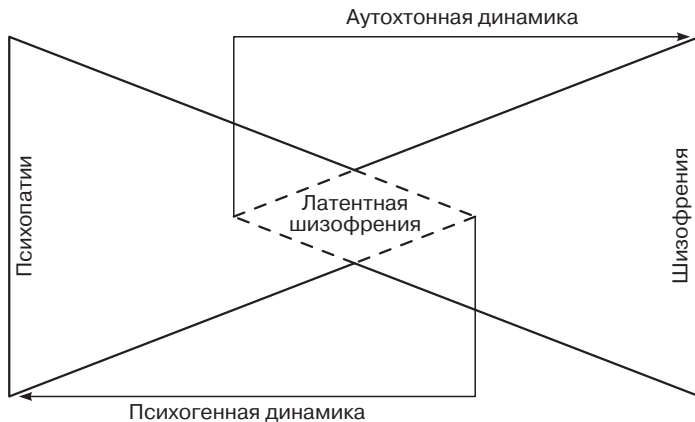 Аутохтонная динамика
Психопатии
Латентная
шизофрения
Шизофрения
Психогенная динамика